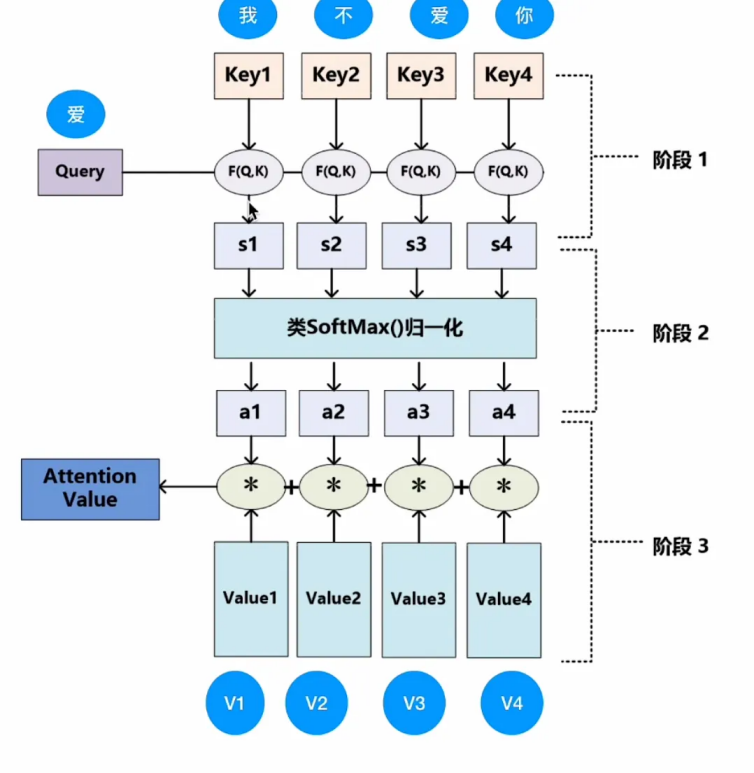 我 不 爱 你
Key1 Key2 Key3 Key4
爱
阶段 1
Query F(Q,K) F(Q,K) F(Q,K) F(Q,K)
s1 s2 s3 s4
类SoftMax()归一化
阶段 2
a1 a2 a3 a4
Attention
Value
* + * + * + *
阶段 3
Value1 Value2 Value3 Value4
V1 V2 V3 V4